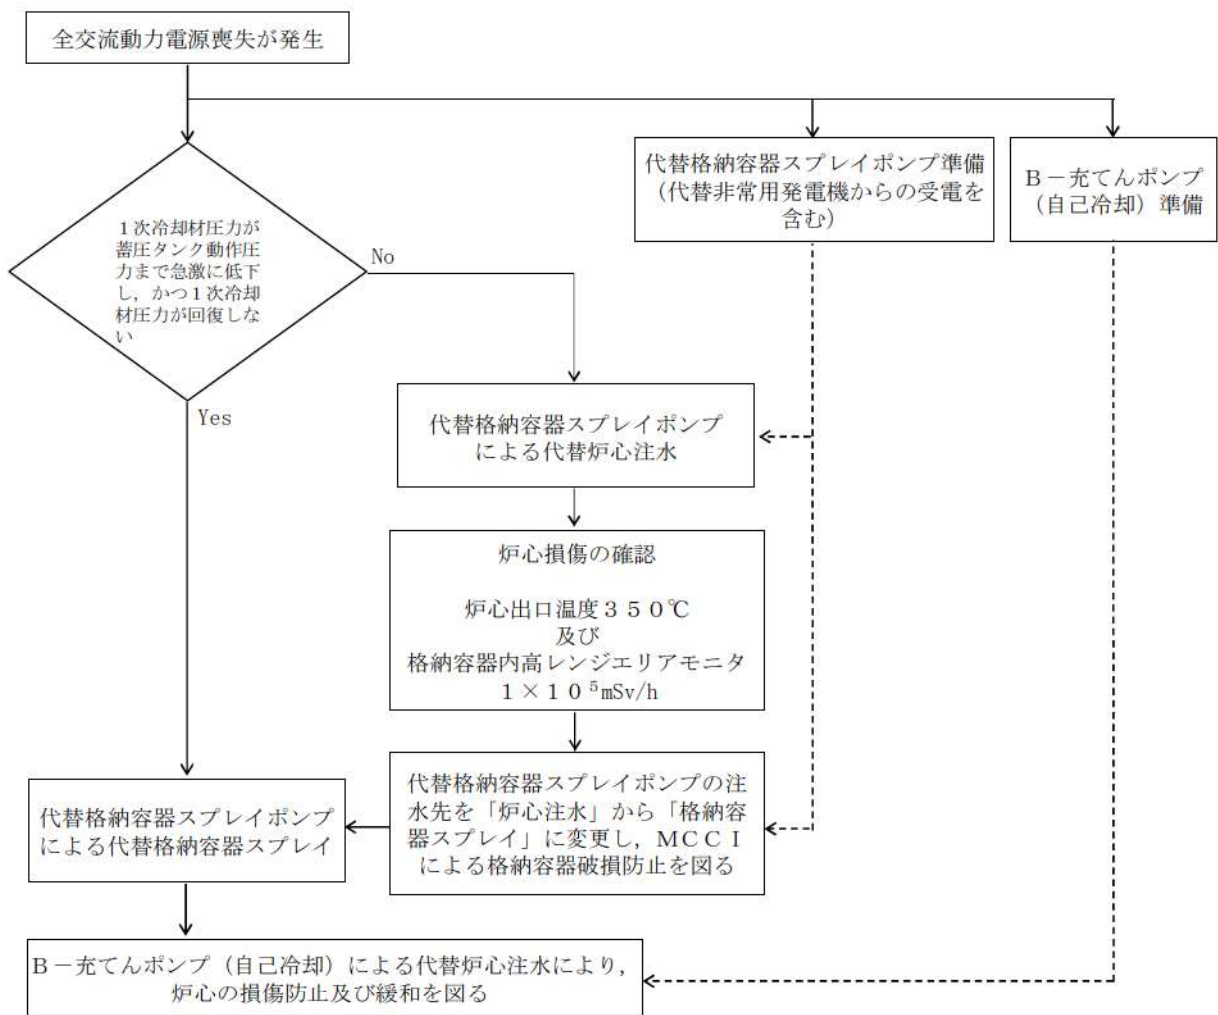 全交流動力電源喪失が発生
代替格納容器スプレイポンプ準備
(代替非常用発電機からの受電を
含む)
B-充てんポンプ
(自己冷却)準備
1次冷却材圧力が
蓄圧タンク動作圧
力まで急激に低下
し,かつ1次冷却
材圧力が回復しな
い
No
Yes
代替格納容器スプレイポンプ
による代替炉心注水
炉心損傷の確認
炉心出口温度350℃
及び
格納容器内高レンジエリアモニタ
1×10⁵mSv/h
代替格納容器スプレイポンプの注
水先を「炉心注水」から「格納容
器スプレイ」に変更し,MCCI
による格納容器破損防止を図る
代替格納容器スプレイポンプ
による代替格納容器スプレイ
B-充てんポンプ(自己冷却)による代替炉心注水により,
炉心の損傷防止及び緩和を図る